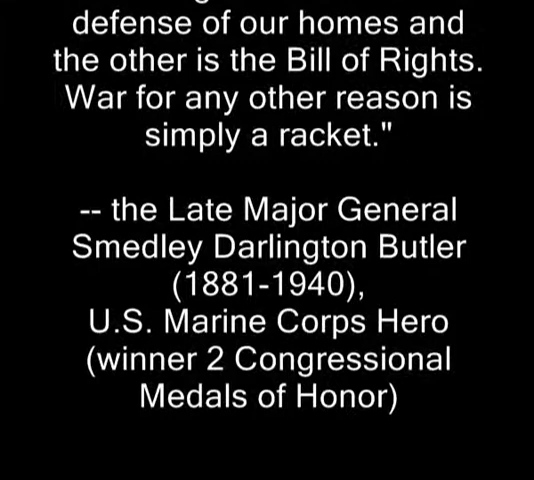 defense of our homes and
the other is the Bill of Rights.
War for any other reason is
simply a racket."
-- the Late Major General
Smedley Darlington Butler
(1881-1940),
U.S. Marine Corps Hero
(winner 2 Congressional
Medals of Honor)